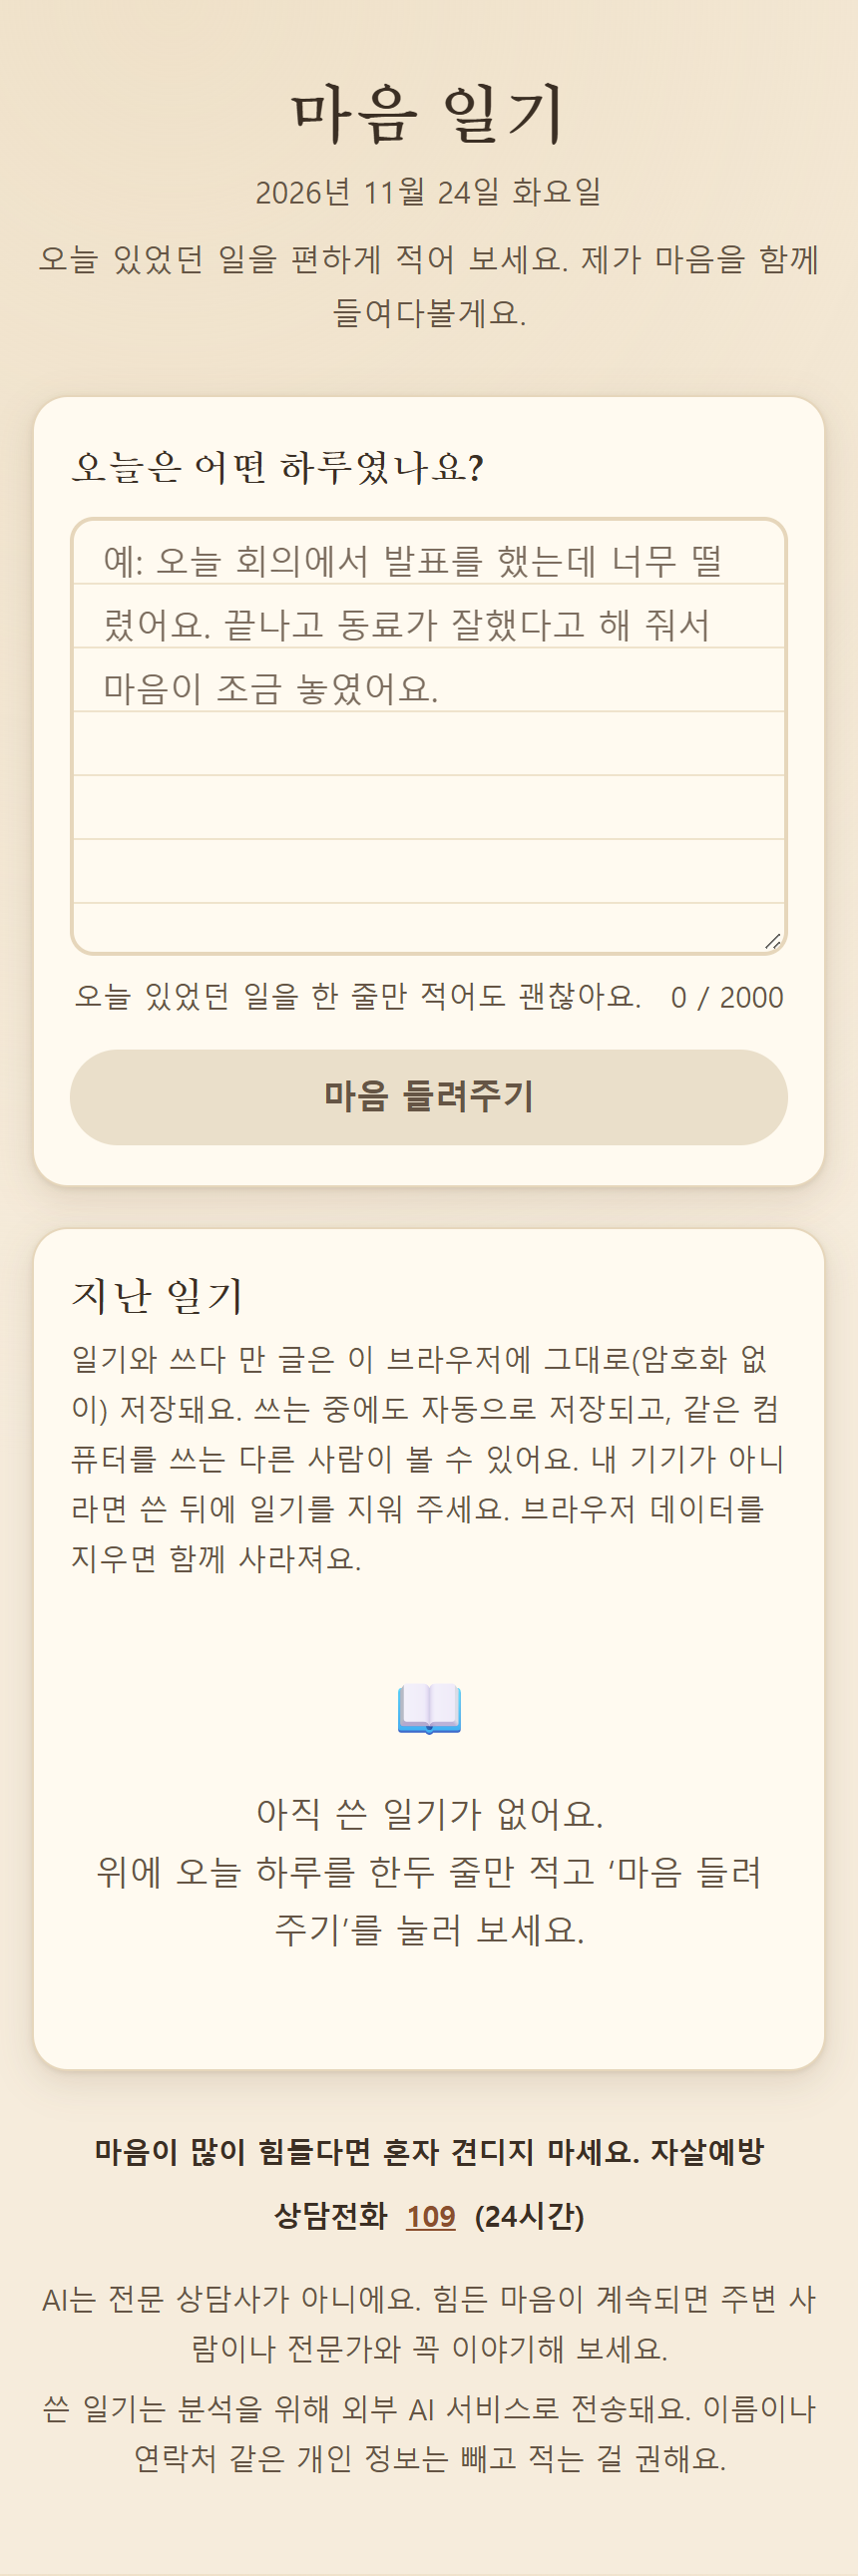 마음 일기
2026년 11월 24일 화요일
오늘 있었던 일을 편하게 적어 보세요. 제가 마음을 함께
들여다볼게요.
오늘은 어떤 하루였나요?
예: 오늘 회의에서 발표를 했는데 너무 떨
렸어요. 끝나고 동료가 잘했다고 해 줘서
마음이 조금 놓였어요.
오늘 있었던 일을 한 줄만 적어도 괜찮아요. 0 / 2000
마음 들려주기
지난 일기
일기와 쓰다 만 글은 이 브라우저에 그대로(암호화 없
이) 저장돼요. 쓰는 중에도 자동으로 저장되고, 같은 컴
퓨터를 쓰는 다른 사람이 볼 수 있어요. 내 기기가 아니
라면 쓴 뒤에 일기를 지워 주세요. 브라우저 데이터를
지우면 함께 사라져요.
아직 쓴 일기가 없어요.
위에 오늘 하루를 한두 줄만 적고 ‘마음 들려
주기’를 눌러 보세요.
마음이 많이 힘들다면 혼자 견디지 마세요. 자살예방
상담전화 109 (24시간)
AI는 전문 상담사가 아니에요. 힘든 마음이 계속되면 주변 사
람이나 전문가와 꼭 이야기해 보세요.
쓴 일기는 분석을 위해 외부 AI 서비스로 전송돼요. 이름이나
연락처 같은 개인 정보는 빼고 적는 걸 권해요.